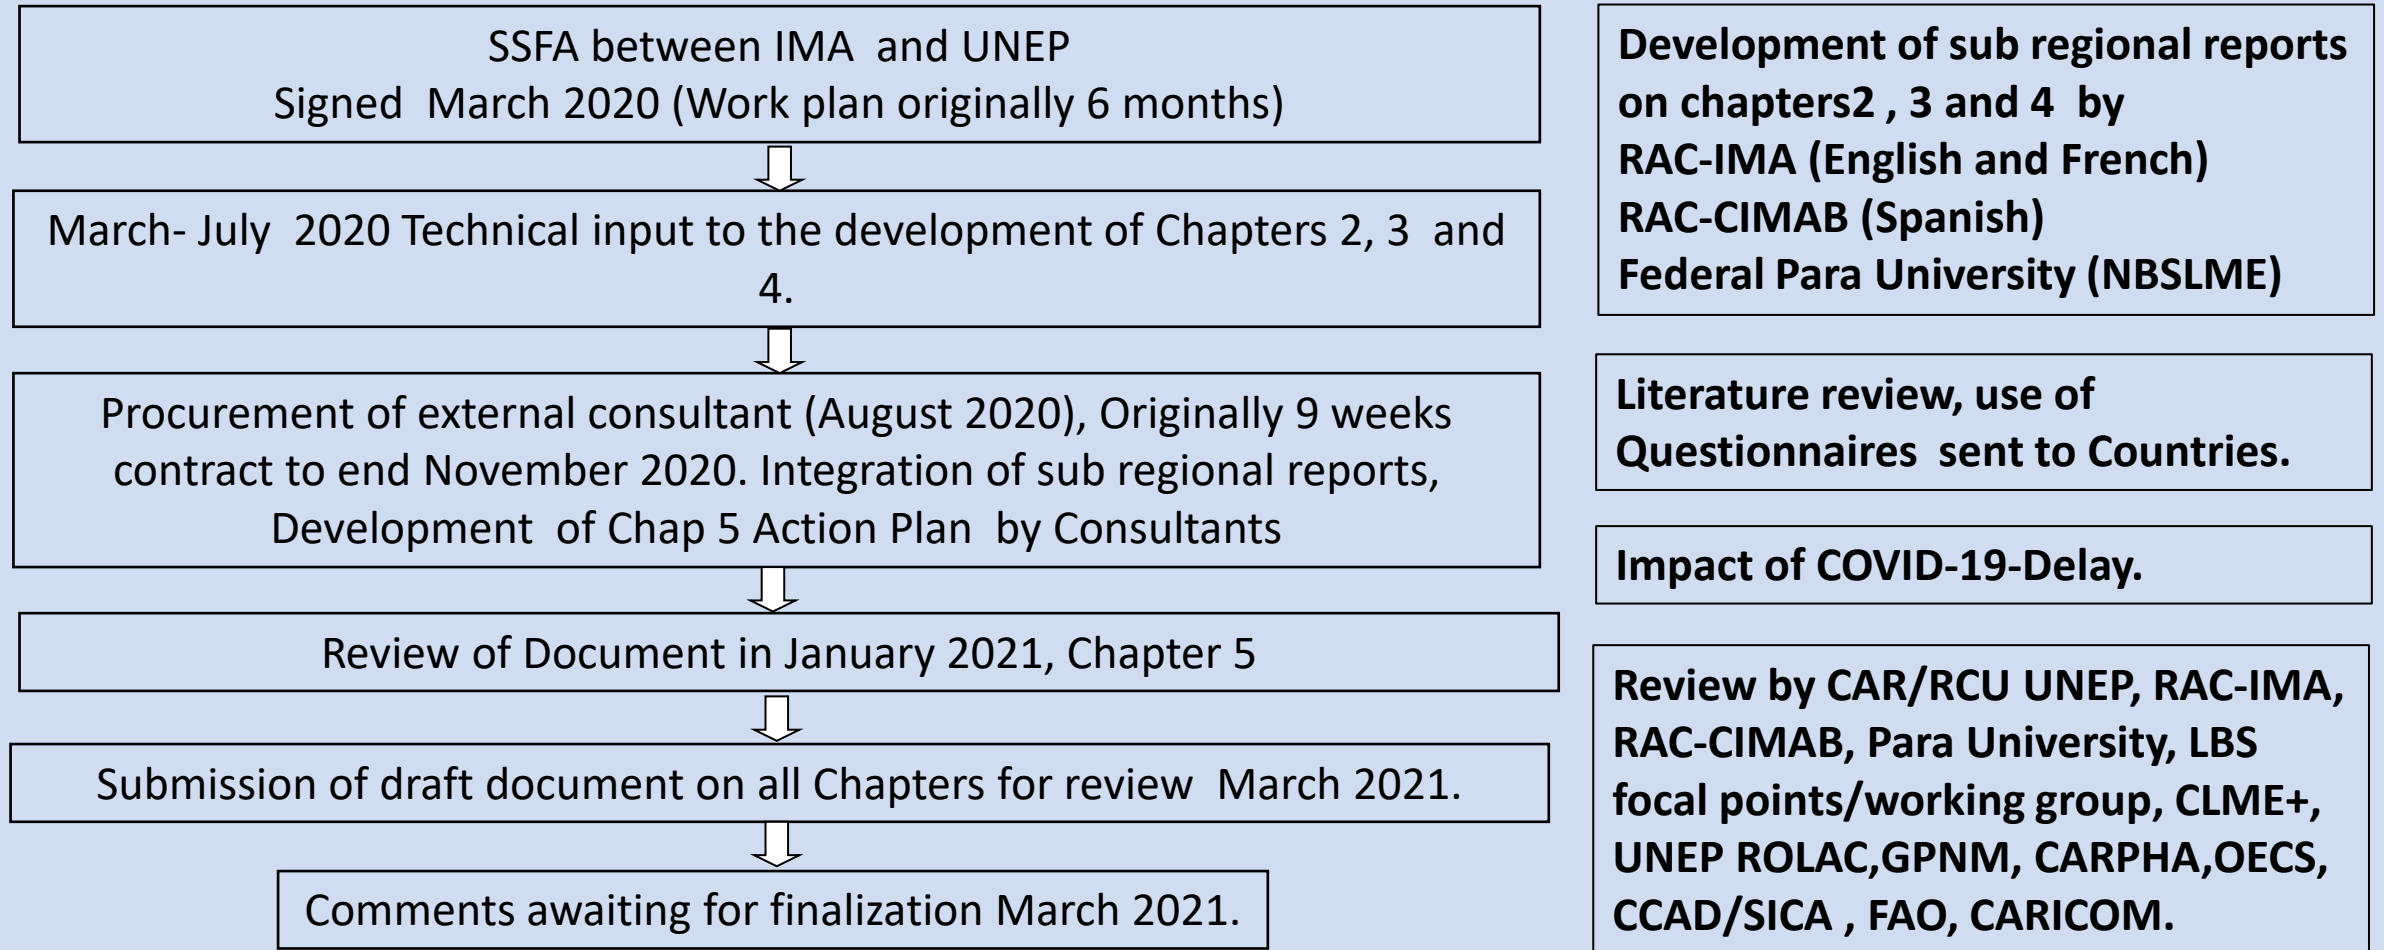 SSFA between IMA and UNEP
Signed March 2020 (Work plan originally 6 months)
March- July 2020 Technical input to the development of Chapters 2, 3 and
4.
Procurement of external consultant (August 2020), Originally 9 weeks
contract to end November 2020. Integration of sub regional reports,
Development of Chap 5 Action Plan by Consultants
Review of Document in January 2021, Chapter 5
Submission of draft document on all Chapters for review March 2021.
Comments awaiting for finalization March 2021.
Development of sub regional reports
on chapters2 , 3 and 4 by
RAC-IMA (English and French)
RAC-CIMAB (Spanish)
Federal Para University (NBSLME)
Literature review, use of
Questionnaires sent to Countries.
Impact of COVID-19-Delay.
Review by CAR/RCU UNEP, RAC-IMA,
RAC-CIMAB, Para University, LBS
focal points/working group, CLME+,
UNEP ROLAC,GPNM, CARPHA,OECS,
CCAD/SICA , FAO, CARICOM.